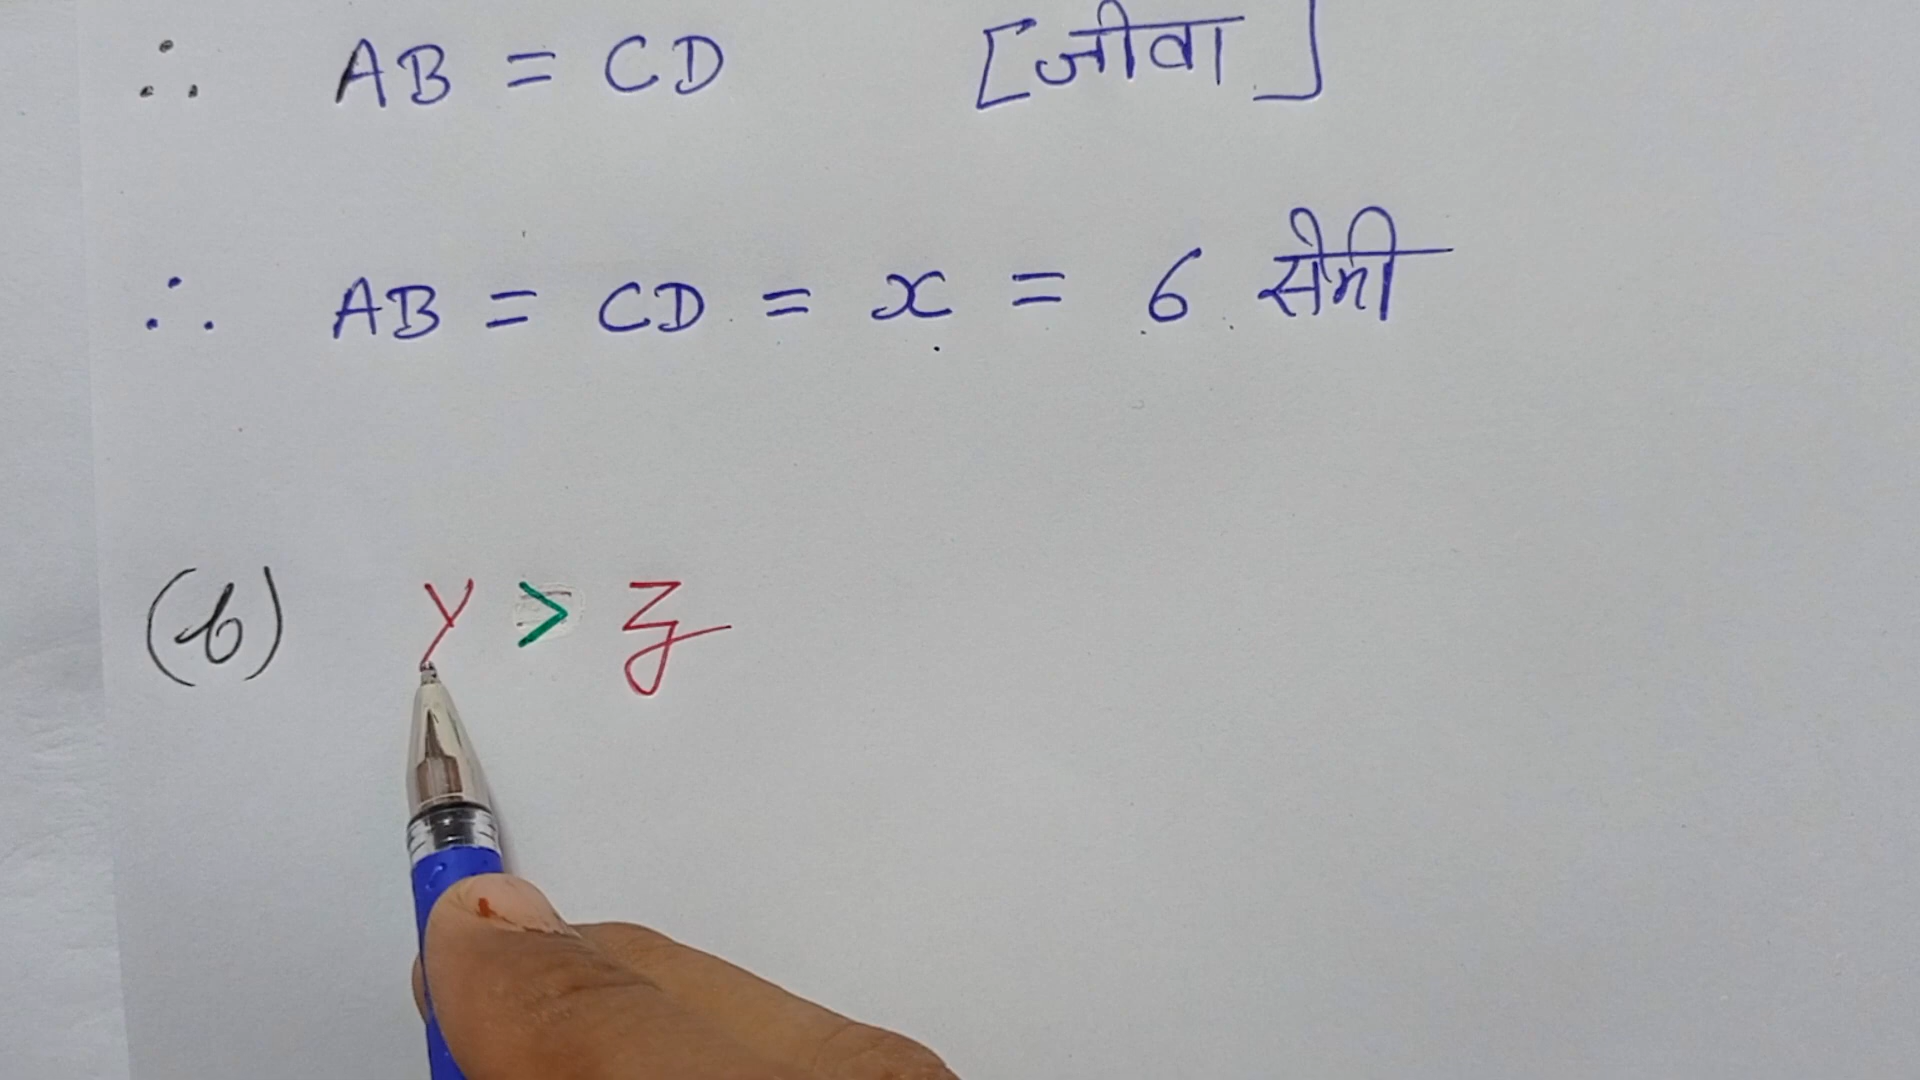 ∴ AB = CD [जीवा]
∴ AB = CD = x = 6 सेमी
(b) y > z